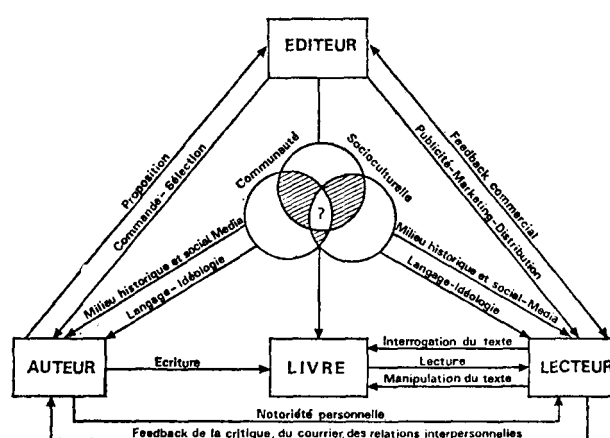 EDITEUR
Proposition
Commande-Sélection
Communauté
Socioculturelle
Feedback commercial
Publicité-Marketing-Distribution
?
Milieu historique et social-Media
Langage-Idéologie
Milieu historique et social-Media
Langage-Idéologie
AUTEUR
Ecriture
LIVRE
Interrogation du texte
Lecture
Manipulation du texte
LECTEUR
Notoriété personnelle
Feedback de la critique, du courrier, des relations interpersonnelles